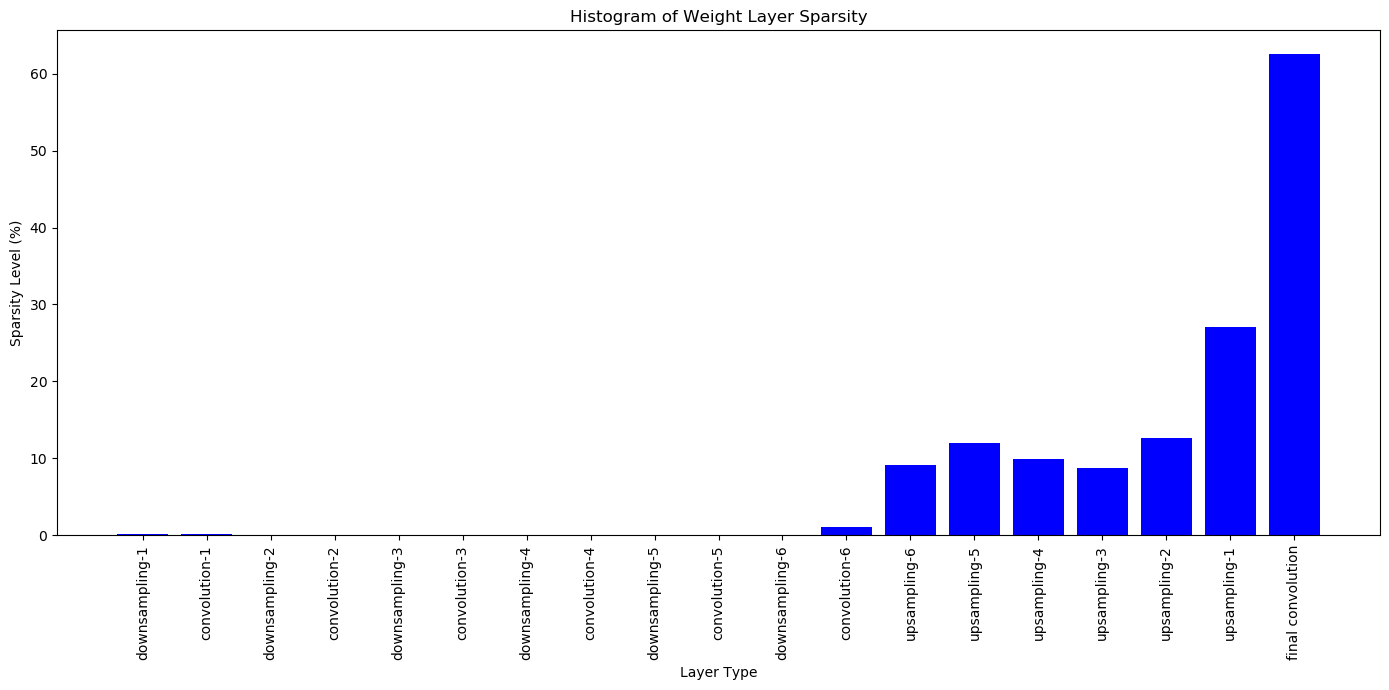 Histogram of Weight Layer Sparsity
Sparsity Level (%)
60
50
40
30
20
10
0
downsampling-1
convolution-1
downsampling-2
convolution-2
downsampling-3
convolution-3
downsampling-4
convolution-4
downsampling-5
convolution-5
downsampling-6
convolution-6
upsampling-6
upsampling-5
upsampling-4
upsampling-3
upsampling-2
upsampling-1
final convolution
Layer Type